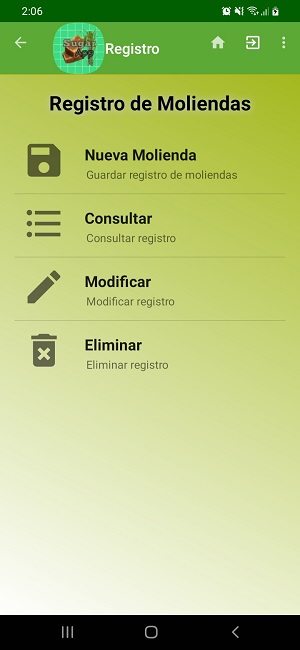 2:06
Sugar
Registro
Registro de Moliendas
Nueva Molienda
Guardar registro de moliendas
Consultar
Consultar registro
Modificar
Modificar registro
Eliminar
Eliminar registro